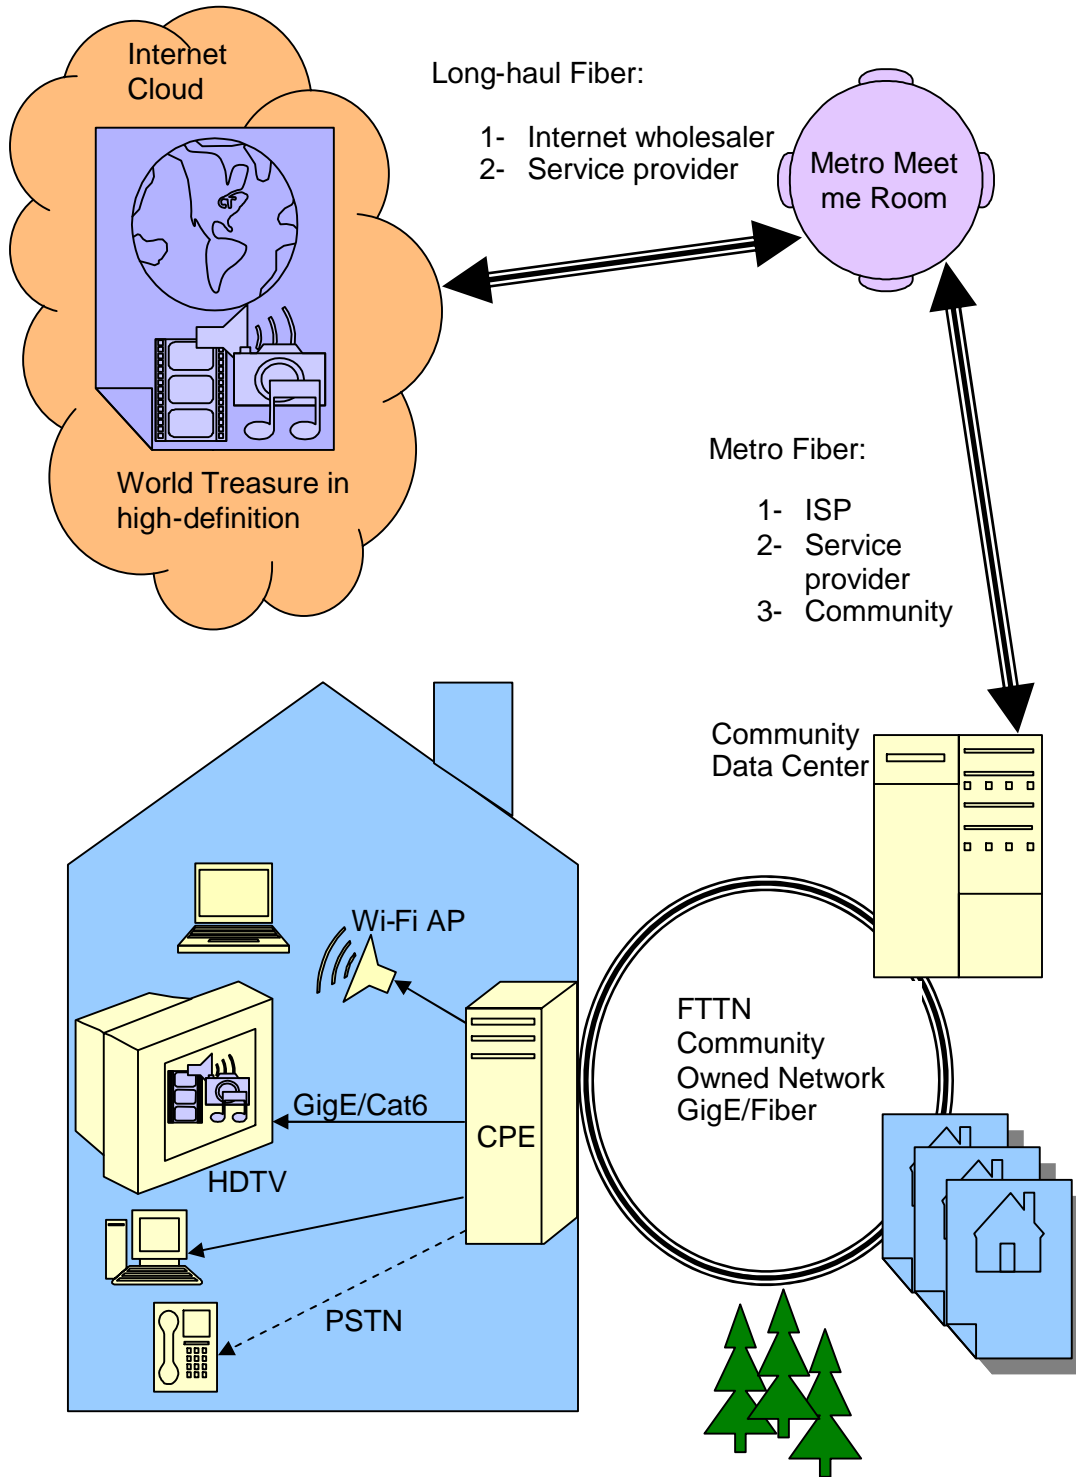 Internet
Cloud
World Treasure in
high-definition
Long-haul Fiber:
1- Internet wholesaler
2- Service provider
Metro Meet
me Room
Metro Fiber:
1- ISP
2- Service
provider
3- Community
Community
Data Center
Wi-Fi AP
GigE/Cat6
HDTV
CPE
PSTN
FTTN
Community
Owned Network
GigE/Fiber